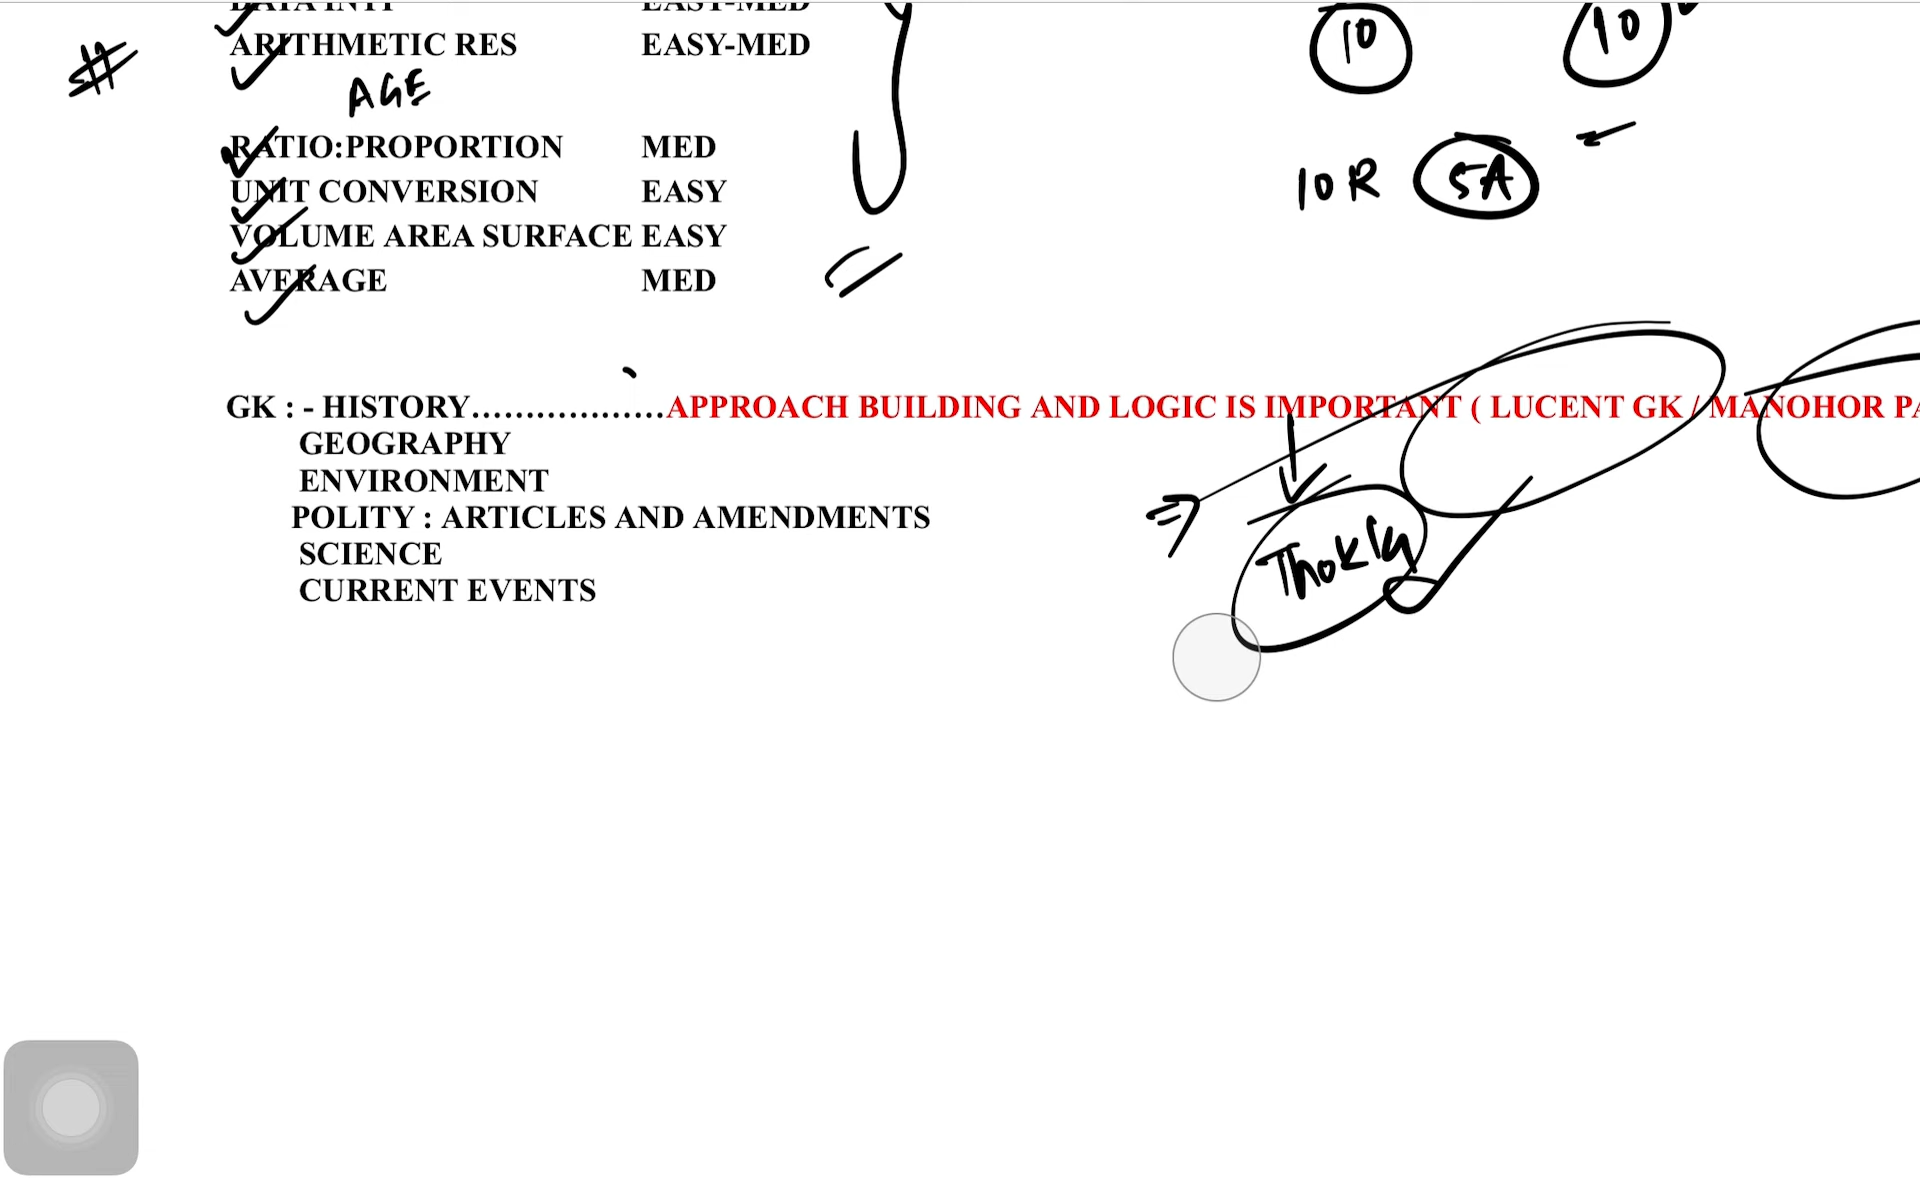 ARITHMETIC RES EASY-MED
AGE
RATIO:PROPORTION MED
UNIT CONVERSION EASY
VOLUME AREA SURFACE EASY
AVERAGE MED
10 10
10R 5A
GK : - HISTORY..................APPROACH BUILDING AND LOGIC IS IMPORTANT ( LUCENT GK / MANOHOR
GEOGRAPHY
ENVIRONMENT
POLITY : ARTICLES AND AMENDMENTS
SCIENCE
CURRENT EVENTS